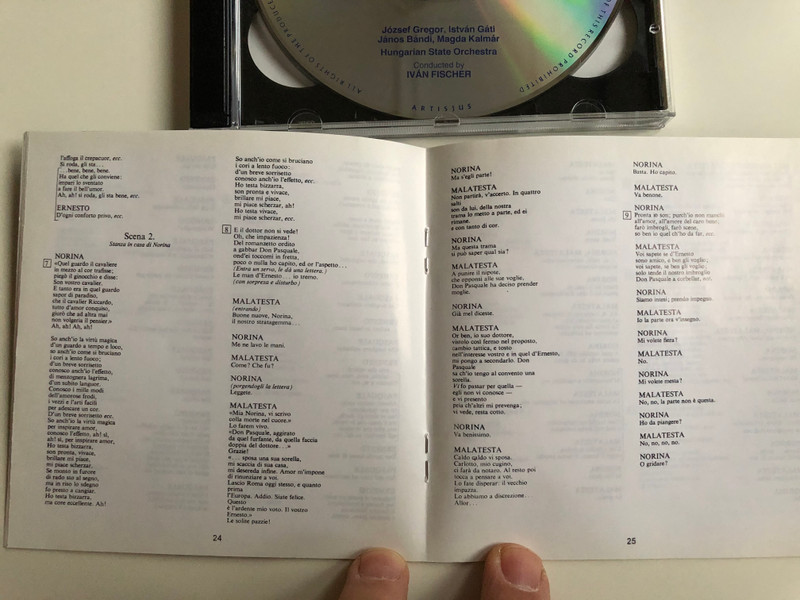 József Gregor, István Gáti
János Bándi, Magda Kalmár
Hungarian State Orchestra
Conducted by
IVÁN FISCHER
ALL RIGHTS OF THE PRODUCER
OF THIS RECORD PROHIBITED
ARTISJUS
l'affoga il crepacuor, ecc.
Si roda, gli sta . . .
. . . bene, bene, bene.
Ha quel che gli conviene:
impari lo sventato
a fare il bell'amor.
Ah, ah! si roda, gli sta bene, ecc.
ERNESTO
D'ogni conforto privo, ecc.
Scena 2.
Stanza in casa di Norina
NORINA
7 «Quel guardo il cavaliere
in mezzo al cor trafisse;
piegò il ginocchio e disse:
Son vostro cavalier.
E tanto era in quel guardo
sapor di paradiso,
che il cavalier Riccardo,
tutto d'amor conquiso,
giurò che ad altra mai
non volgeria il pensier.»
Ah, ah! Ah, ah!
So anch'io la virtù magica
d'un guardo a tempo e loco,
so anch'io come si bruciano
i cori a lento fuoco;
d'un breve sorrisetto
conosco anch'io l'effetto,
di menzognera lagrima,
d'un subito languor.
Conosco i mille modi
dell'amorose frodi,
i vezzi e l'arti facili
per adescare un cor.
D'un breve sorrisetto ecc.
So anch'io la virtù magica
per inspirare amor,
conosco l'effetto, ah! sì,
ah! sì, per inspirare amor,
Ho testa bizzarra,
son pronta, vivace,
brillare mi piace,
mi piace scherzar.
Se monto in furore
di rado sto al segno,
ma in riso lo sdegno
fo presto a cangiar.
Ho testa bizzarra,
ma core eccellente. Ah!
So anch'io come si bruciano
i cori a lento fuoco:
d'un breve sorrisetto
conosco anch'io l'effetto, ecc.
Ho testa bizzarra,
son pronta e vivace,
brillare mi piace,
mi piace scherzar, ah!
Ho testa vivace,
mi piace scherzar, ecc.
8 E il dottor non si vede!
Oh, che impazienza!
Del romanzetto ordito
a gabbar Don Pasquale,
ond'ei toccomi in fretta,
poco o nulla ho capito, ed or l'aspetto . . .
(Entra un servo, le dà una lettera.)
Le man d'Ernesto . . . io tremo.
(con sorpresa e disturbo)
MALATESTA
(entrando)
Buone nuove, Norina,
il nostro stratagemma . . .
NORINA
Me ne lavo le mani.
MALATESTA
Come? Che fu?
NORINA
(porgendogli la lettera)
Leggete.
MALATESTA
«Mia Norina, vi scrivo
colla morte nel cuore.»
Lo farem vivo.
«Don Pasquale, aggirato
da quel furfante, da quella faccia
doppia del dottore . . .»
Grazie!
« . . . sposa una sua sorella,
mi scaccia di sua casa,
mi disereda infine. Amor m'impone
di rinunziare a voi.
Lascio Roma oggi stesso, e quanto
prima
l'Europa. Addio. Siate felice.
Questo
è l'ardente mio voto. Il vostro
Ernesto.»
Le solite pazzie!
24
NORINA
Ma s'egli parte!
MALATESTA
Non partirà, v'accerto. In quattro
salti
son da lui, della nostra
trama lo metto a parte, ed ei
rimane,
e con tanto di cor.
NORINA
Ma questa trama
si può saper qual sia?
MALATESTA
A punire il nipote,
che opponsi alle sue voglie,
Don Pasquale ha deciso prender
moglie.
NORINA
Già mel diceste.
MALATESTA
Or ben, io suo dottore,
vistolo così fermo nel proposto,
cambio tattica, e tosto
nell'interesse vostro e in quel d'Ernesto,
mi pongo a secondarlo. Don
Pasquale
sa ch'io tengo al convento una
sorella.
Vi fo passar per quella —
egli non vi conosce —
e vi presento
pria ch'altri mi prevenga;
vi vede, resta cotto.
NORINA
Va benissimo.
MALATESTA
Caldo caldo vi sposa.
Carlotto, mio cugino,
ci farà da notaro. Al resto poi
tocca a pensare a voi.
Lo fate disperar: il vecchio
impazza.
Lo abbiamo a discrezione . . .
Allor . . .
NORINA
Basta. Ho capito.
MALATESTA
Va benone.
NORINA
9 Pronta io son; purch'io non manchi
all'amor, all'amore del caro bene,
farò imbrogli, farò scene,
so ben io quel ch'ho da far, ecc.
MALATESTA
Voi sapete se d'Ernesto
sono amico, e ben gli voglio;
voi sapete, se ben gli voglio;
solo tende il nostro imbroglio
Don Pasquale a corbellar, ecc.
NORINA
Siamo intesi; prendo impegno.
MALATESTA
Io la parte ora v'insegno.
NORINA
Mi volete fiera?
MALATESTA
No.
NORINA
Mi volete mesta?
MALATESTA
No, no, la parte non è questa.
NORINA
Ho da piangere?
MALATESTA
No, no, no, no.
NORINA
O gridare?
25